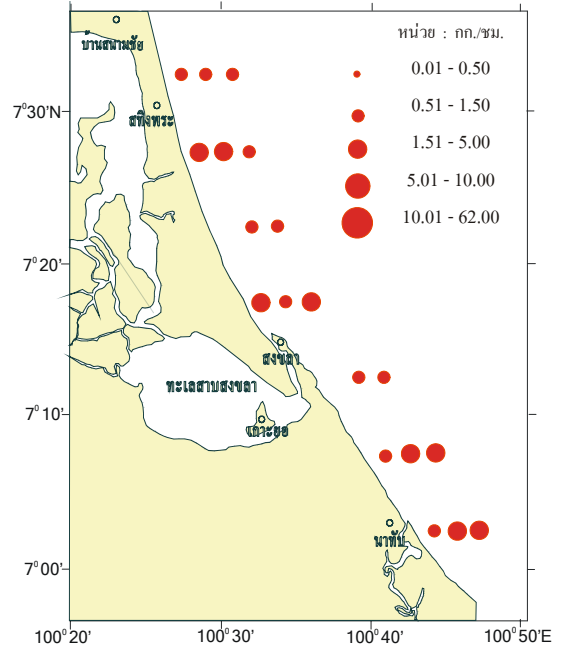 หน่วย : กก./ชม.
0.01 - 0.50
0.51 - 1.50
1.51 - 5.00
5.01 - 10.00
10.01 - 62.00
บานสนามชัย
สทิงพระ
สงขลา
ทะเลสาบสงขลา
เกาะยอ
นาทับ
7°30'N
7°20'
7°10'
7°00'
100°20'
100°30'
100°40'
100°50'E